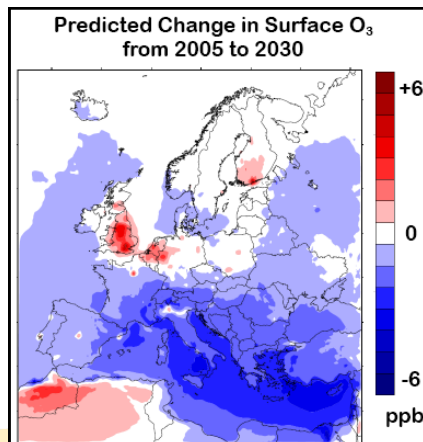 Predicted Change in Surface O₃
from 2005 to 2030
+6
0
-6
ppb